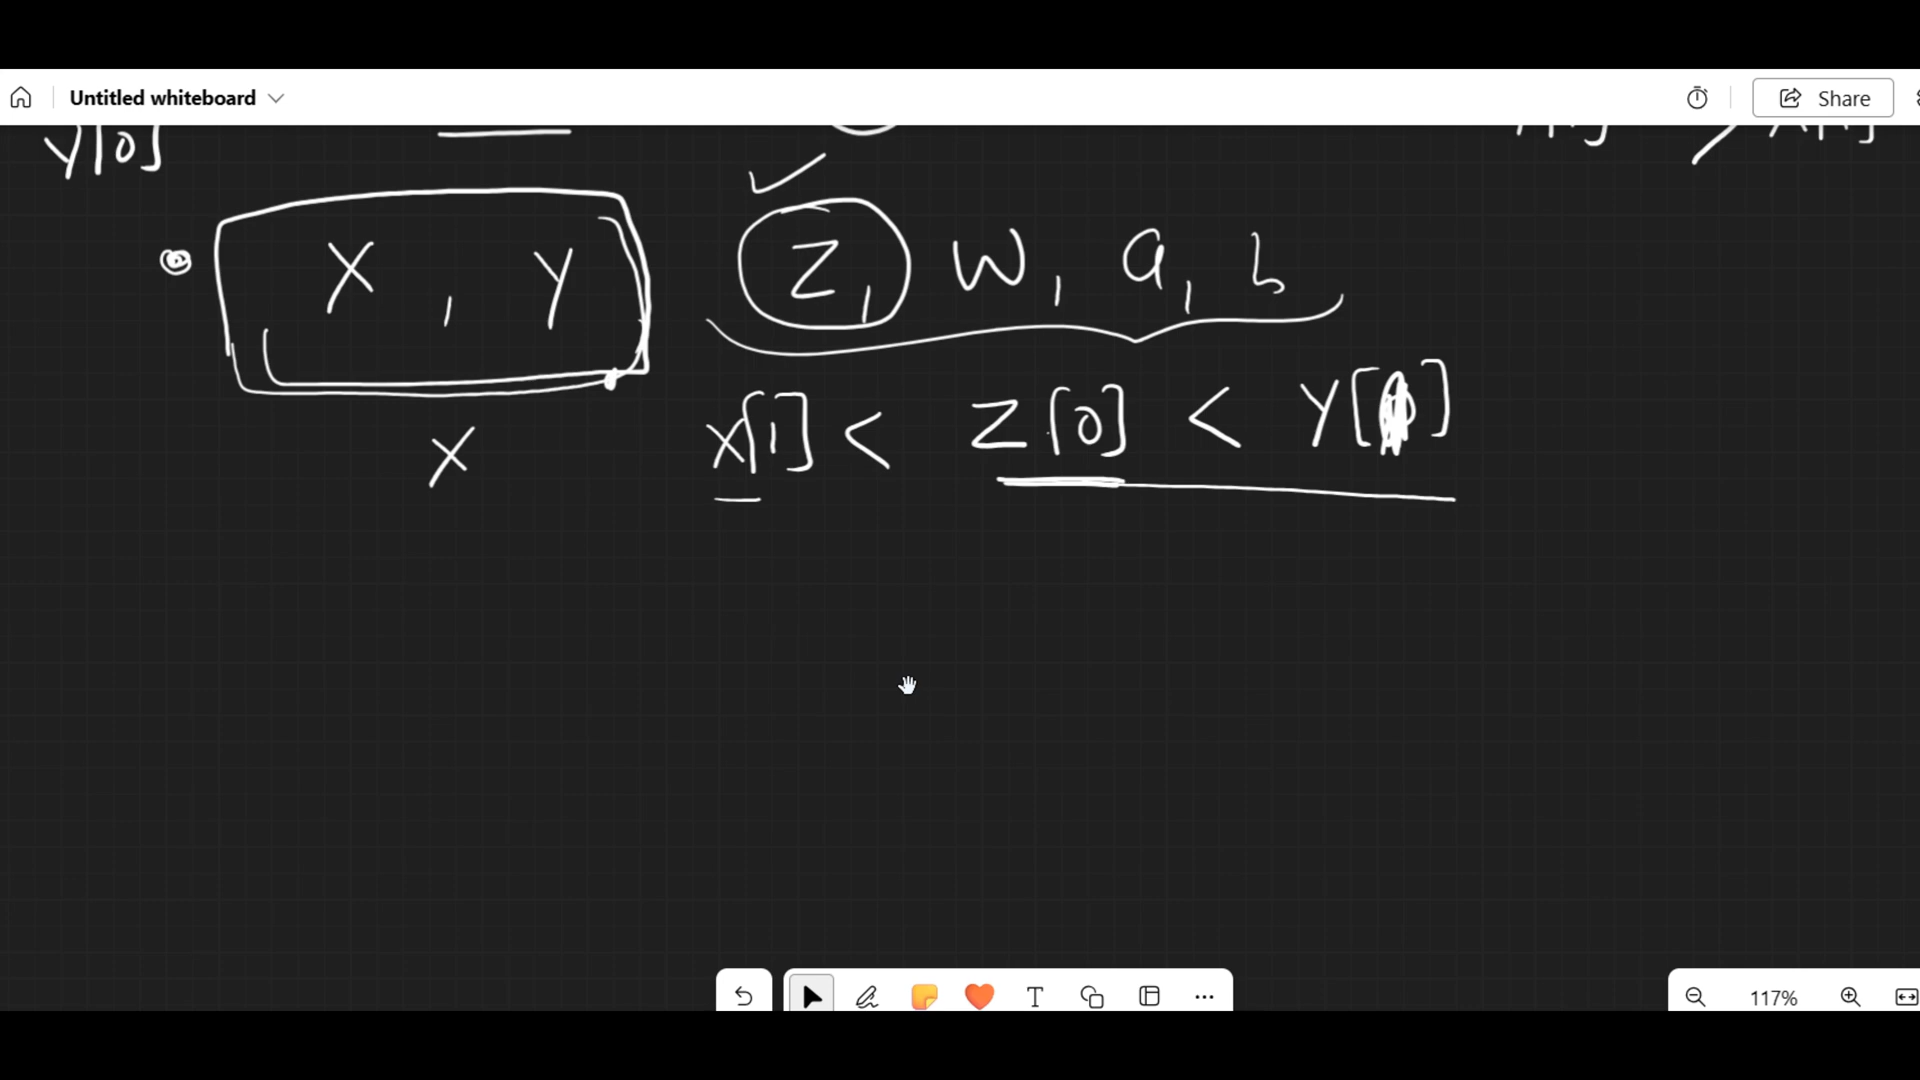 Untitled whiteboard
Share
Y[0]
X , Y Z, W, a, b
X X[1] < Z[0] < Y[ ]
117%